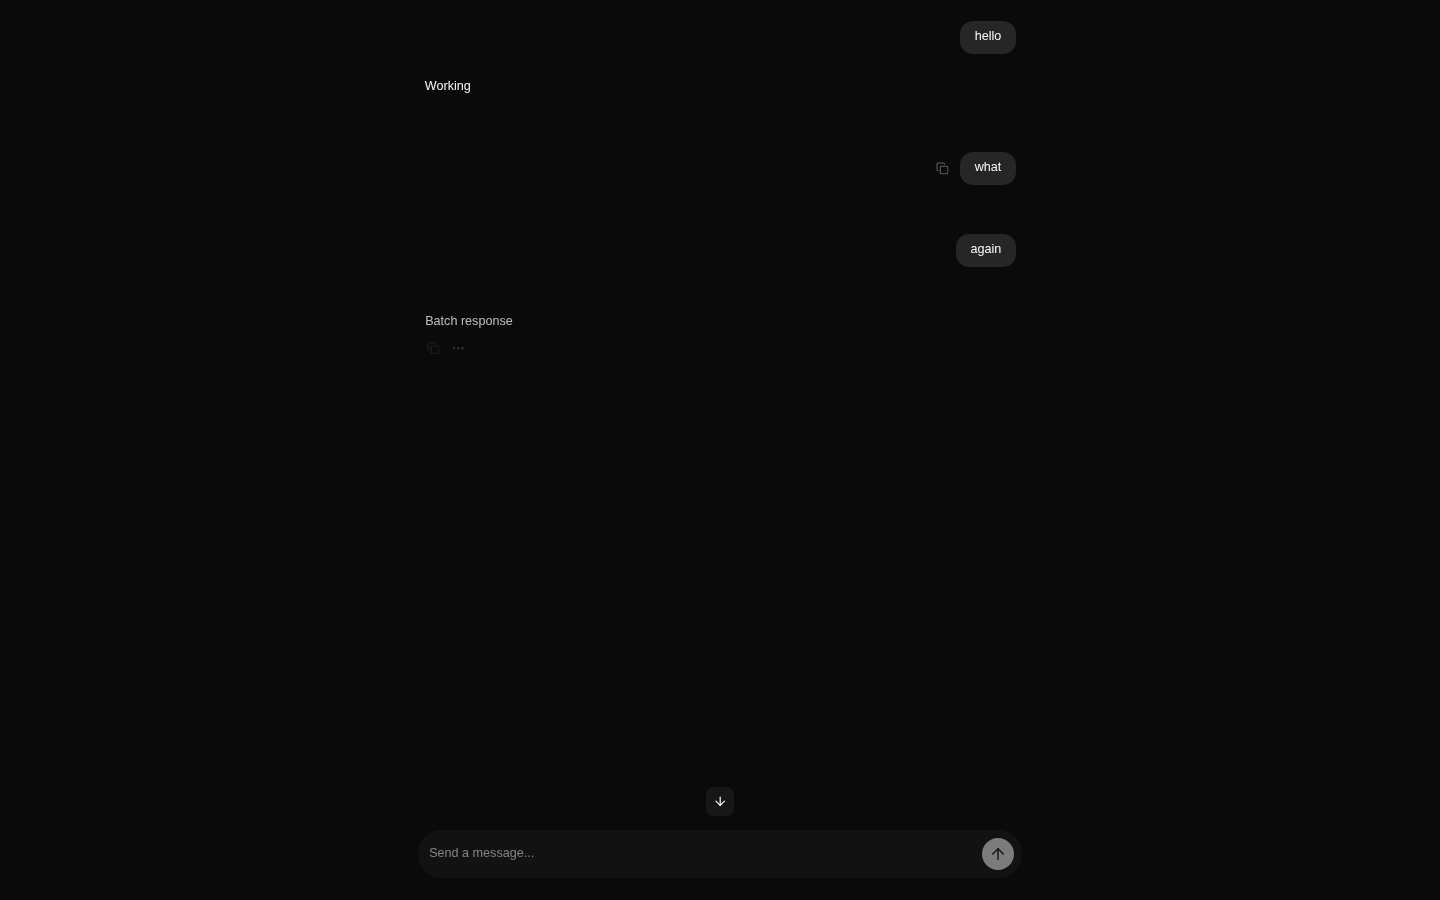 hello
Working
what
again
Batch response
Send a message...